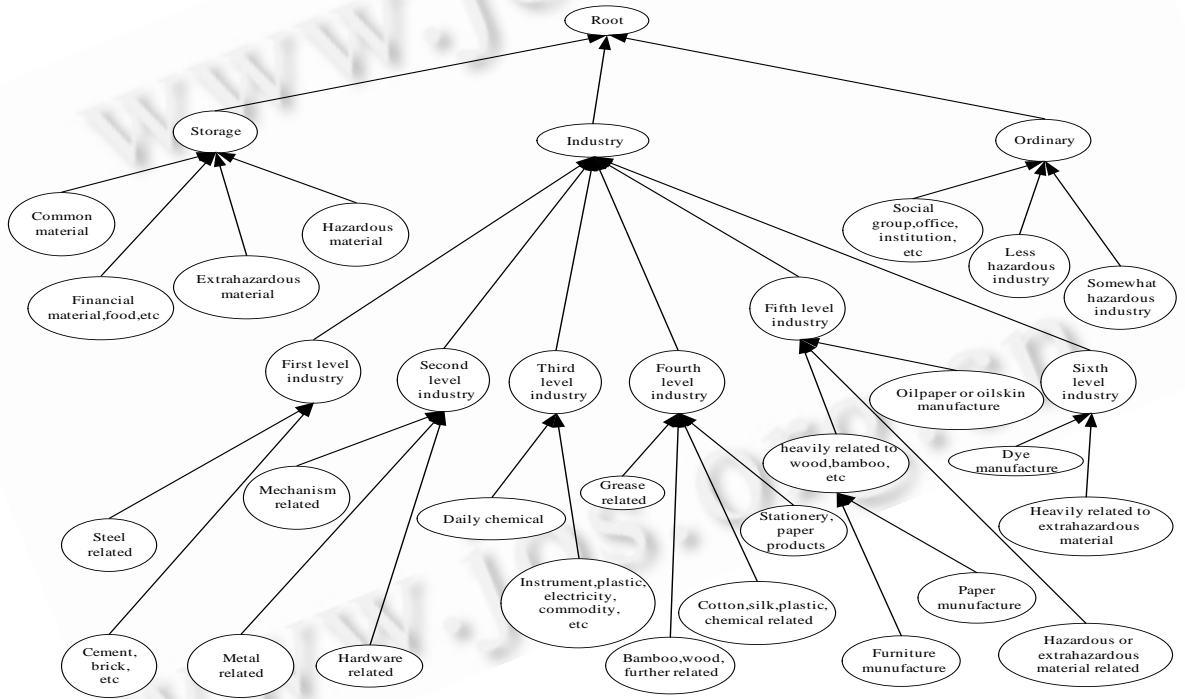 Root
Storage
Industry
Ordinary
Common
material
Financial
material,food,etc
Extrahazardous
material
Hazardous
material
Social
group,office,
institution,
etc
Less
hazardous
industry
Somewhat
hazardous
industry
First level
industry
Second
level
industry
Third
level
industry
Fourth
level
industry
Fifth level
industry
Sixth
level
industry
Steel
related
Cement,
brick,
etc
Mechanism
related
Metal
related
Hardware
related
Daily chemical
Instrument,plastic,
electricity,
commodity,
etc
Grease
related
Bamboo,wood,
further related
Cotton,silk,plastic,
chemical related
Stationery,
paper
products
Oilpaper or oilskin
manufacture
heavily related to
wood,bamboo,
etc
Furniture
munufacture
Paper
munufacture
Hazardous or
extrahazardous
material related
Dye
manufacture
Heavily related to
extrahazardous
material